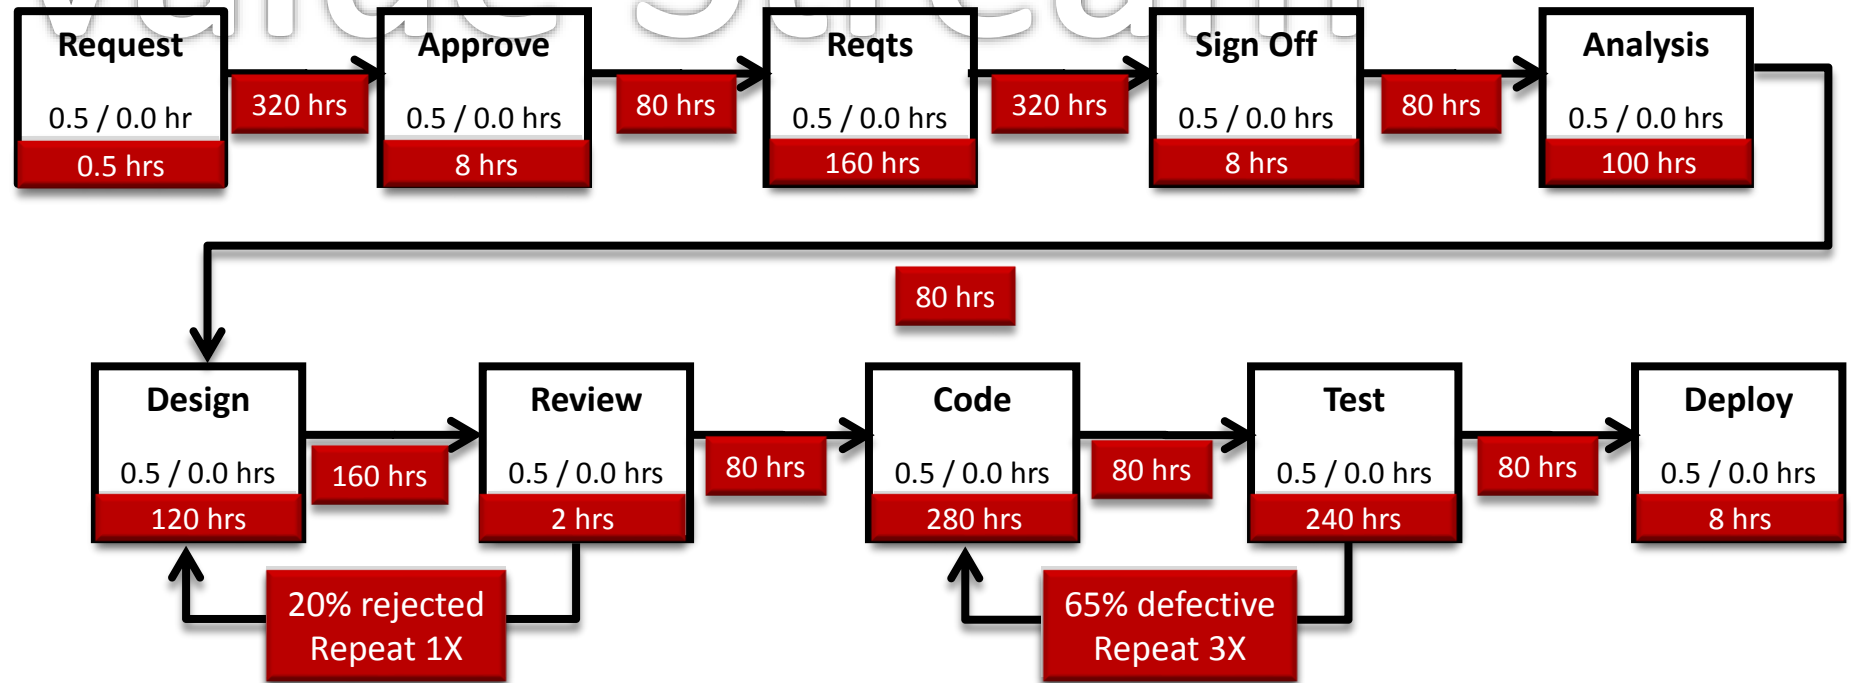 Value Stream
Request
0.5 / 0.0 hr
0.5 hrs
320 hrs
Approve
0.5 / 0.0 hrs
8 hrs
80 hrs
Reqts
0.5 / 0.0 hrs
160 hrs
320 hrs
Sign Off
0.5 / 0.0 hrs
8 hrs
80 hrs
Analysis
0.5 / 0.0 hrs
100 hrs
80 hrs
Design
0.5 / 0.0 hrs
120 hrs
160 hrs
Review
0.5 / 0.0 hrs
2 hrs
80 hrs
Code
0.5 / 0.0 hrs
280 hrs
80 hrs
Test
0.5 / 0.0 hrs
240 hrs
80 hrs
Deploy
0.5 / 0.0 hrs
8 hrs
20% rejected
Repeat 1X
65% defective
Repeat 3X